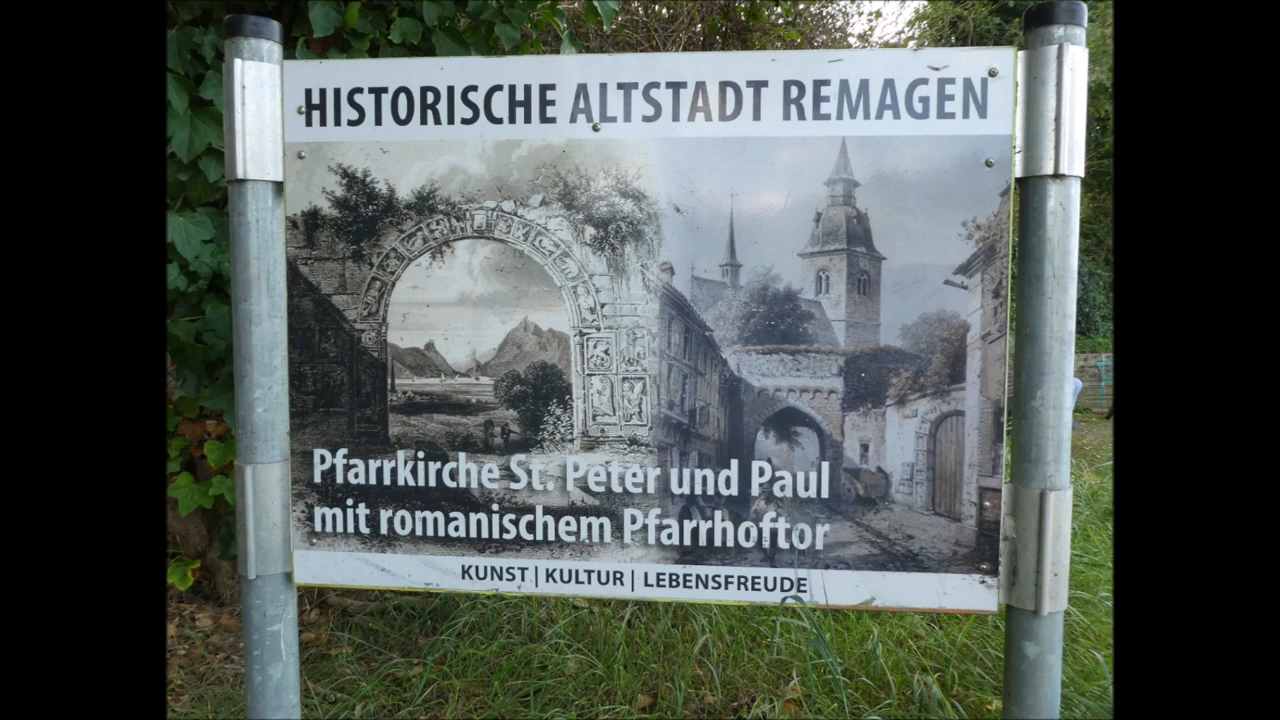 HISTORISCHE ALTSTADT REMAGEN
Pfarrkirche St. Peter und Paul
mit romanischem Pfarrhoftor
KUNST | KULTUR | LEBENSFREUDE